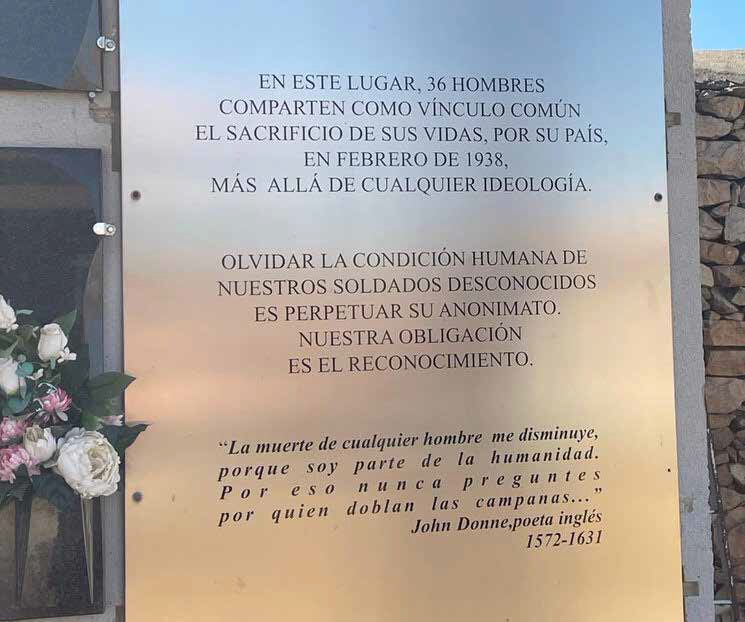 EN ESTE LUGAR, 36 HOMBRES
COMPARTEN COMO VÍNCULO COMÚN
EL SACRIFICIO DE SUS VIDAS, POR SU PAÍS,
EN FEBRERO DE 1938,
MÁS ALLÁ DE CUALQUIER IDEOLOGÍA.
OLVIDAR LA CONDICIÓN HUMANA DE
NUESTROS SOLDADOS DESCONOCIDOS
ES PERPETUAR SU ANONIMATO.
NUESTRA OBLIGACIÓN
ES EL RECONOCIMIENTO.
“La muerte de cualquier hombre me disminuye,
porque soy parte de la humanidad.
Por eso nunca preguntes
por quien doblan las campanas...”
John Donne,poeta inglés
1572-1631